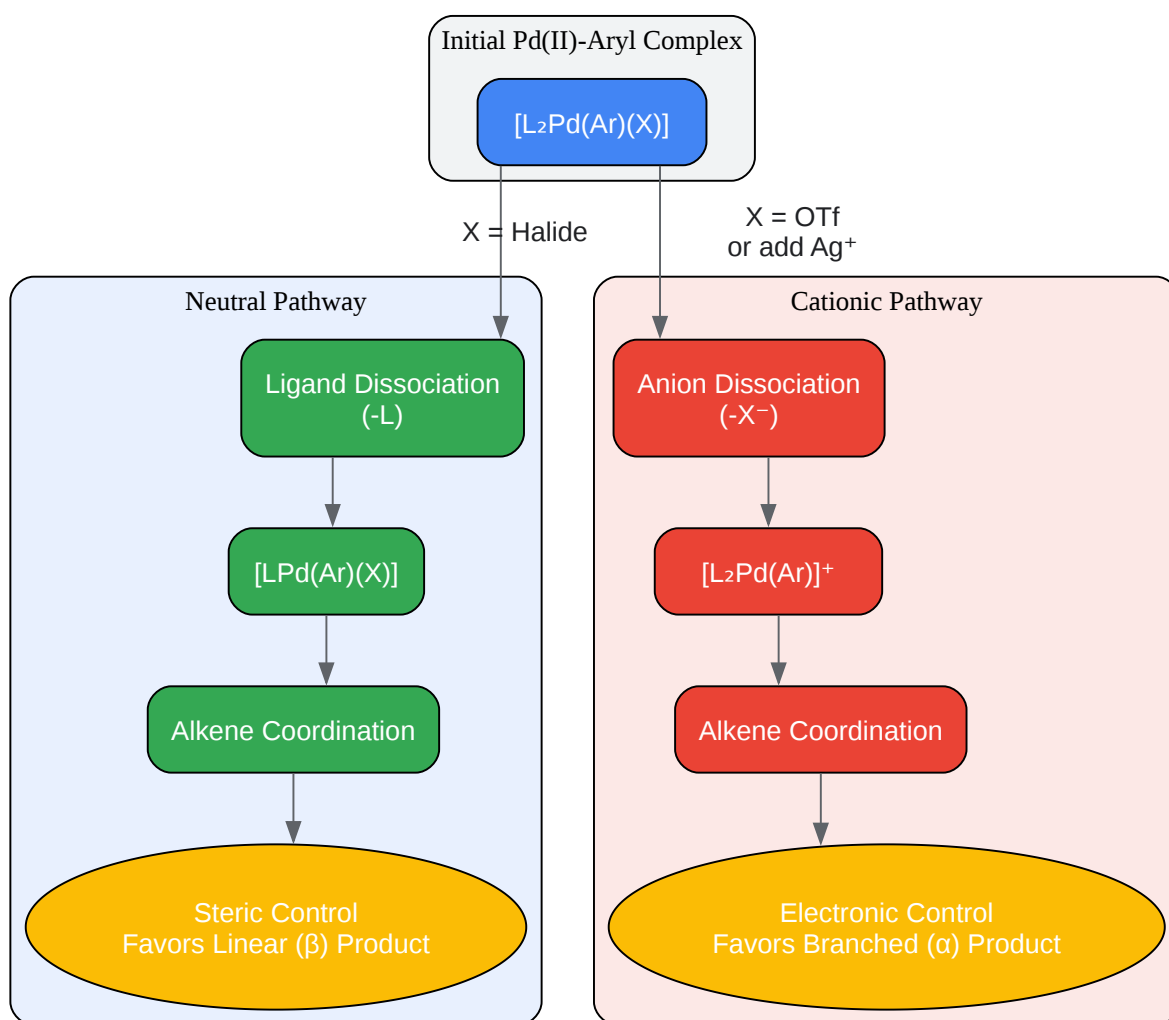 Initial Pd(II)-Aryl Complex
[L₂Pd(Ar)(X)]
X = Halide
X = OTf
or add Ag⁺
Neutral Pathway
Ligand Dissociation
(-L)
[LPd(Ar)(X)]
Alkene Coordination
Steric Control
Favors Linear (β) Product
Cationic Pathway
Anion Dissociation
(-X⁻)
[L₂Pd(Ar)]⁺
Alkene Coordination
Electronic Control
Favors Branched (α) Product